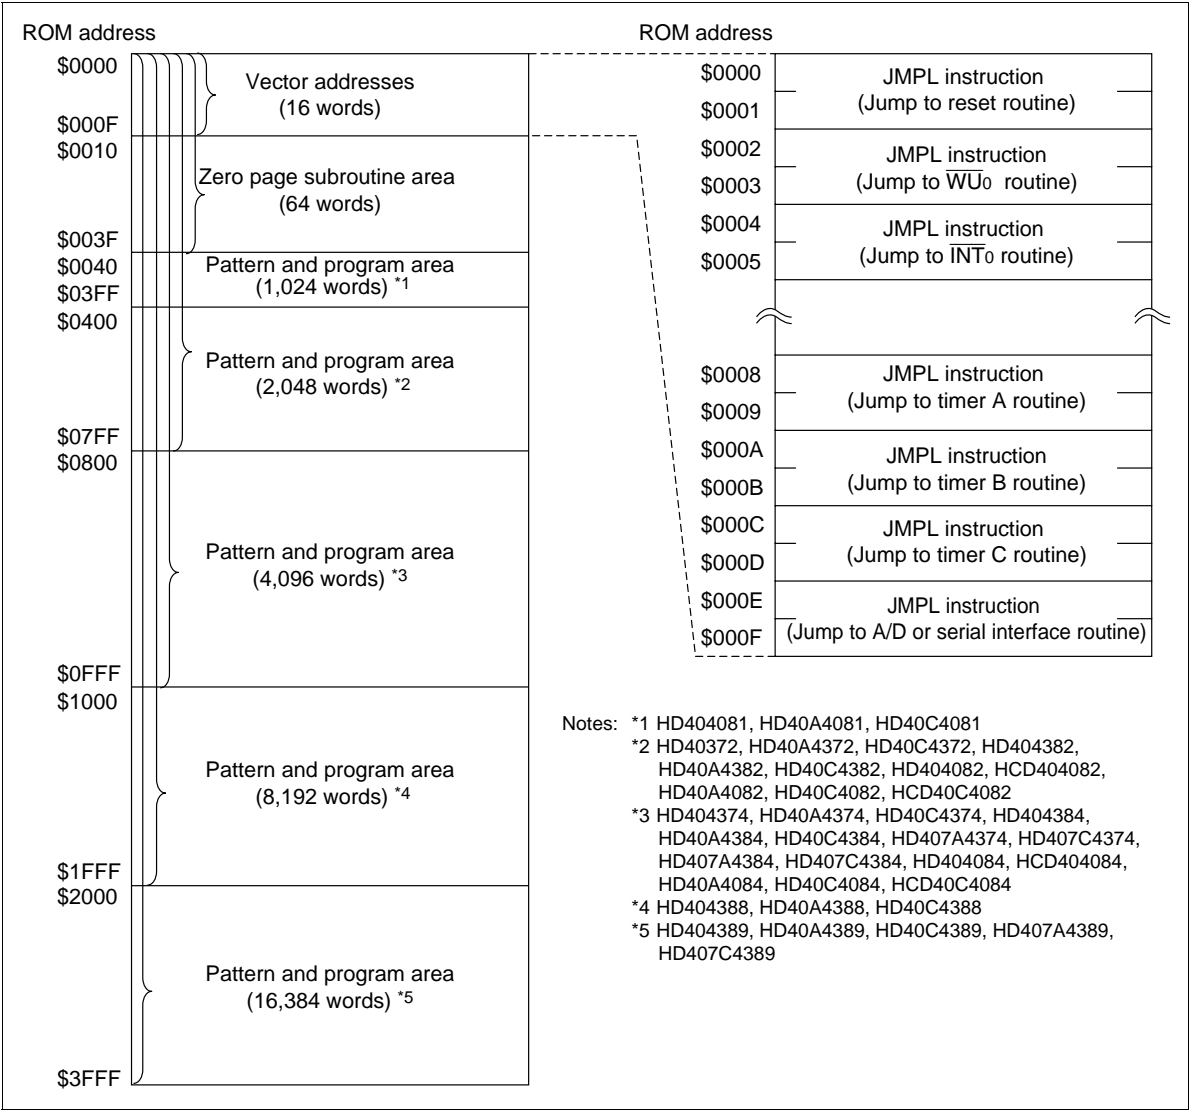 ROM address
$0000
Vector addresses
(16 words)
$000F
$0010
Zero page subroutine area
(64 words)
$003F
$0040
Pattern and program area
(1,024 words) *1
$03FF
$0400
Pattern and program area
(2,048 words) *2
$07FF
$0800
Pattern and program area
(4,096 words) *3
$0FFF
$1000
Pattern and program area
(8,192 words) *4
$1FFF
$2000
Pattern and program area
(16,384 words) *5
$3FFF
ROM address
$0000
JMPL instruction
(Jump to reset routine)
$0001
$0002
JMPL instruction
(Jump to W̅U̅0 routine)
$0003
$0004
JMPL instruction
(Jump to I̅N̅T̅0 routine)
$0005
$0008
JMPL instruction
(Jump to timer A routine)
$0009
$000A
JMPL instruction
(Jump to timer B routine)
$000B
$000C
JMPL instruction
(Jump to timer C routine)
$000D
$000E
JMPL instruction
(Jump to A/D or serial interface routine)
$000F
Notes: *1 HD404081, HD40A4081, HD40C4081
*2 HD40372, HD40A4372, HD40C4372, HD404382,
HD40A4382, HD40C4382, HD404082, HCD404082,
HD40A4082, HD40C4082, HCD40C4082
*3 HD404374, HD40A4374, HD40C4374, HD404384,
HD40A4384, HD40C4384, HD407A4374, HD407C4374,
HD407A4384, HD407C4384, HD404084, HCD404084,
HD40A4084, HD40C4084, HCD40C4084
*4 HD404388, HD40A4388, HD40C4388
*5 HD404389, HD40A4389, HD40C4389, HD407A4389,
HD407C4389